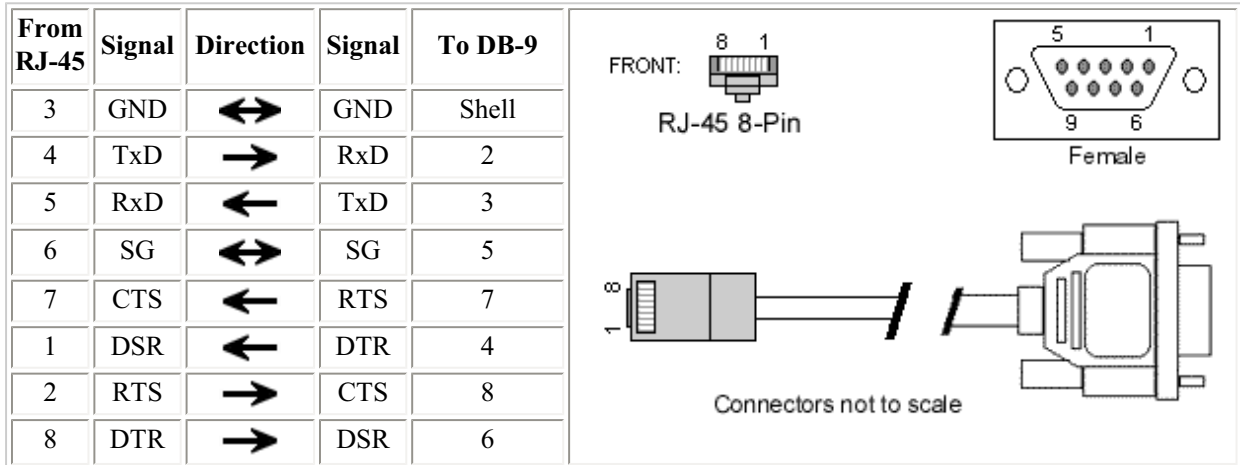 From RJ-45 Signal Direction Signal To DB-9
3 GND GND Shell
4 TxD RxD 2
5 RxD TxD 3
6 SG SG 5
7 CTS RTS 7
1 DSR DTR 4
2 RTS CTS 8
8 DTR DSR 6
8 1
FRONT:
RJ-45 8-Pin
5 1
9 6
Female
8
1
Connectors not to scale